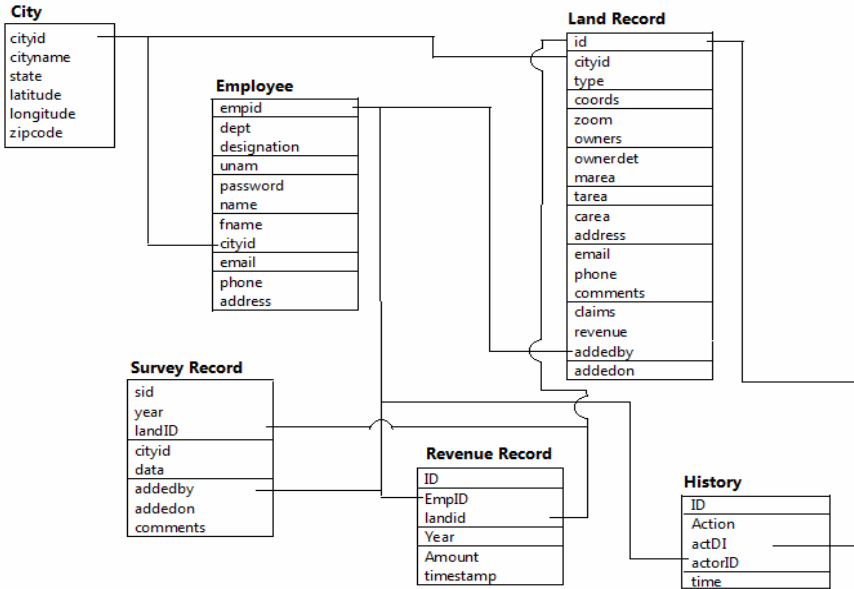 City
cityid
cityname
state
latitude
longitude
zipcode
Employee
empid
dept
designation
unam
password
name
fname
cityid
email
phone
address
Land Record
id
cityid
type
coords
zoom
owners
ownerdet
marea
tarea
carea
address
email
phone
comments
claims
revenue
addedby
addedon
Survey Record
sid
year
landID
cityid
data
addedby
addedon
comments
Revenue Record
ID
EmpID
landid
Year
Amount
timestamp
History
ID
Action
actDI
actorID
time